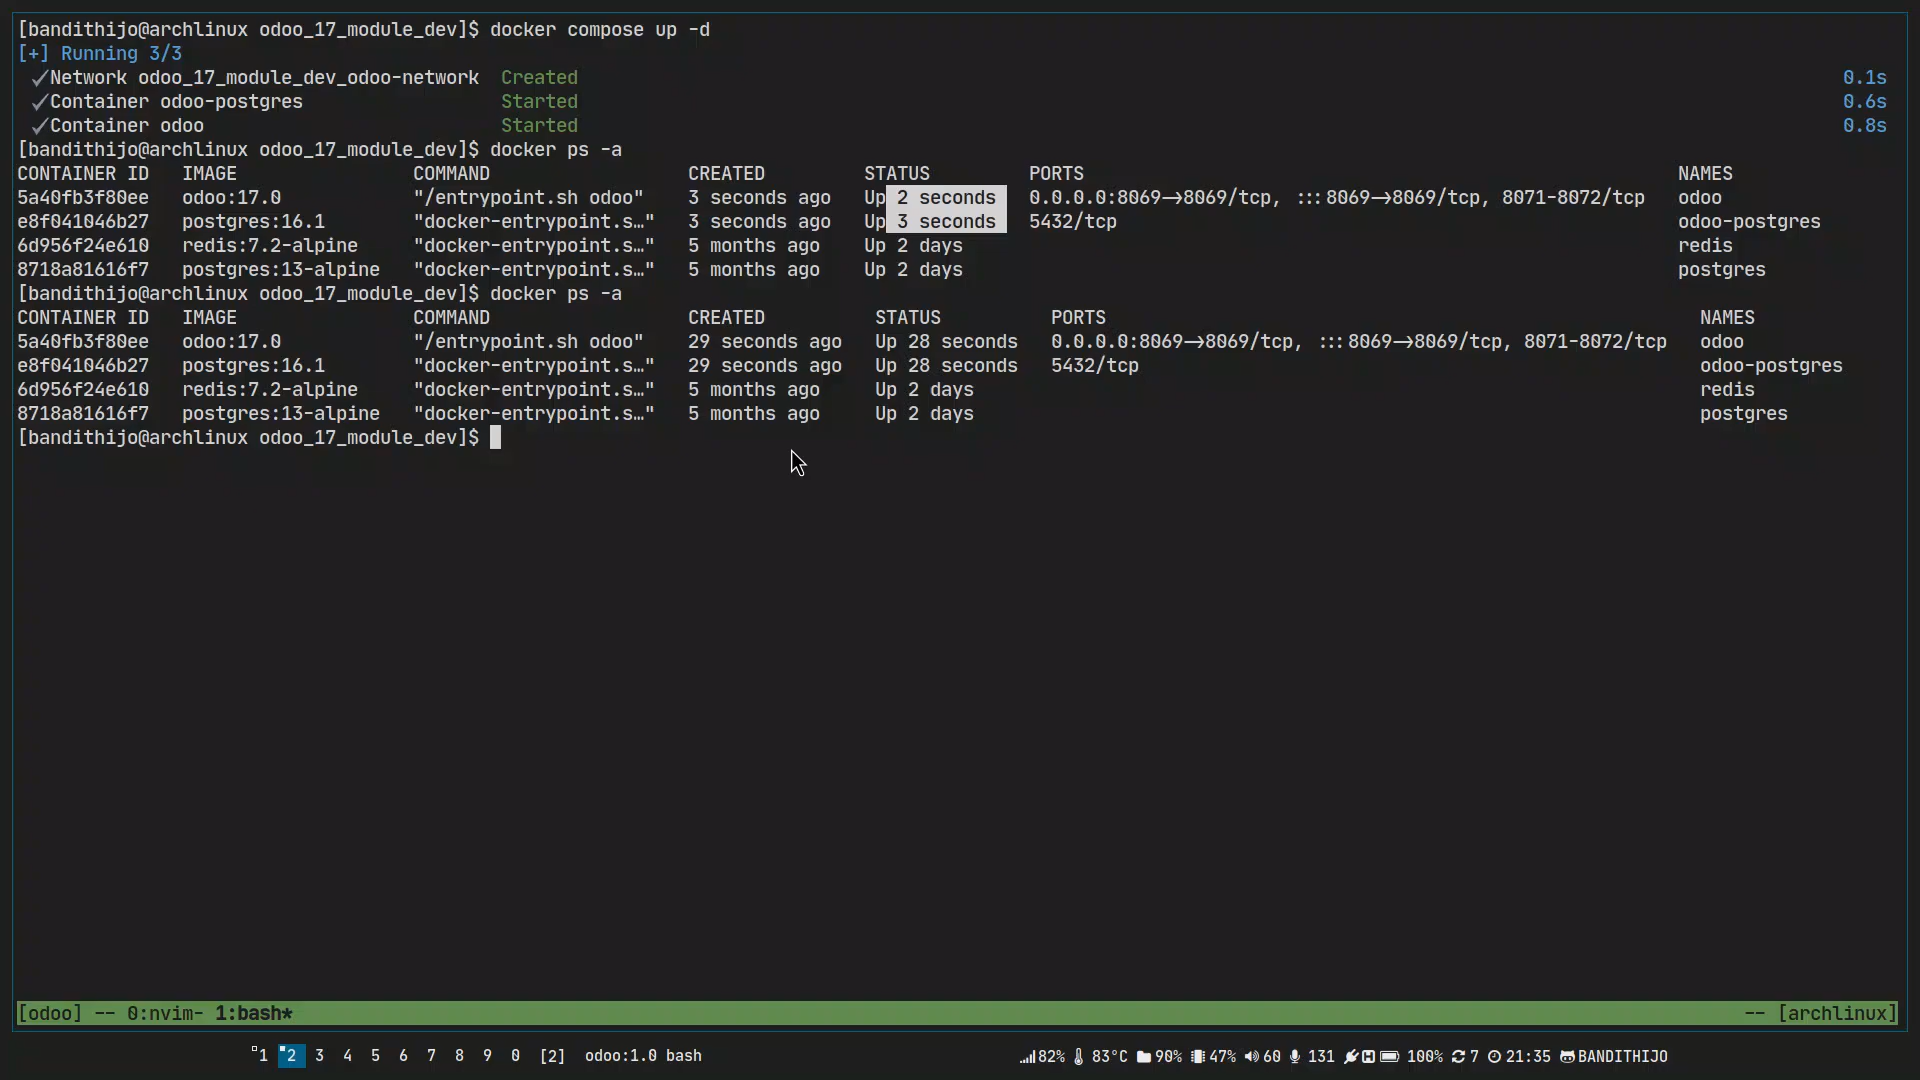 [bandithijo@archlinux odoo_17_module_dev]$ docker compose up -d
[+] Running 3/3
✓Network odoo_17_module_dev_odoo-network  Created 0.1s
✓Container odoo-postgres Started 0.6s
✓Container odoo Started 0.8s
[bandithijo@archlinux odoo_17_module_dev]$ docker ps -a
CONTAINER ID   IMAGE                COMMAND                  CREATED         STATUS         PORTS                                                   NAMES
5a40fb3f80ee   odoo:17.0            "/entrypoint.sh odoo"    3 seconds ago   Up 2 seconds   0.0.0.0:8069->8069/tcp, :::8069->8069/tcp, 8071-8072/tcp   odoo
e8f041046b27   postgres:16.1        "docker-entrypoint.s…"   3 seconds ago   Up 3 seconds   5432/tcp   odoo-postgres
6d956f24e610   redis:7.2-alpine     "docker-entrypoint.s…"   5 months ago    Up 2 days   redis
8718a81616f7   postgres:13-alpine   "docker-entrypoint.s…"   5 months ago    Up 2 days   postgres
[bandithijo@archlinux odoo_17_module_dev]$ docker ps -a
CONTAINER ID   IMAGE                COMMAND                  CREATED          STATUS          PORTS                                                   NAMES
5a40fb3f80ee   odoo:17.0            "/entrypoint.sh odoo"    29 seconds ago   Up 28 seconds   0.0.0.0:8069->8069/tcp, :::8069->8069/tcp, 8071-8072/tcp   odoo
e8f041046b27   postgres:16.1        "docker-entrypoint.s…"   29 seconds ago   Up 28 seconds   5432/tcp   odoo-postgres
6d956f24e610   redis:7.2-alpine     "docker-entrypoint.s…"   5 months ago     Up 2 days   redis
8718a81616f7   postgres:13-alpine   "docker-entrypoint.s…"   5 months ago     Up 2 days   postgres
[bandithijo@archlinux odoo_17_module_dev]$
[odoo] -- 0:nvim- 1:bash* -- [archlinux]
1 2 3 4 5 6 7 8 9 0 [2] odoo:1.0 bash 82% 83°C 90% 47% 60 131 H 100% 7 21:35 BANDITHIJO